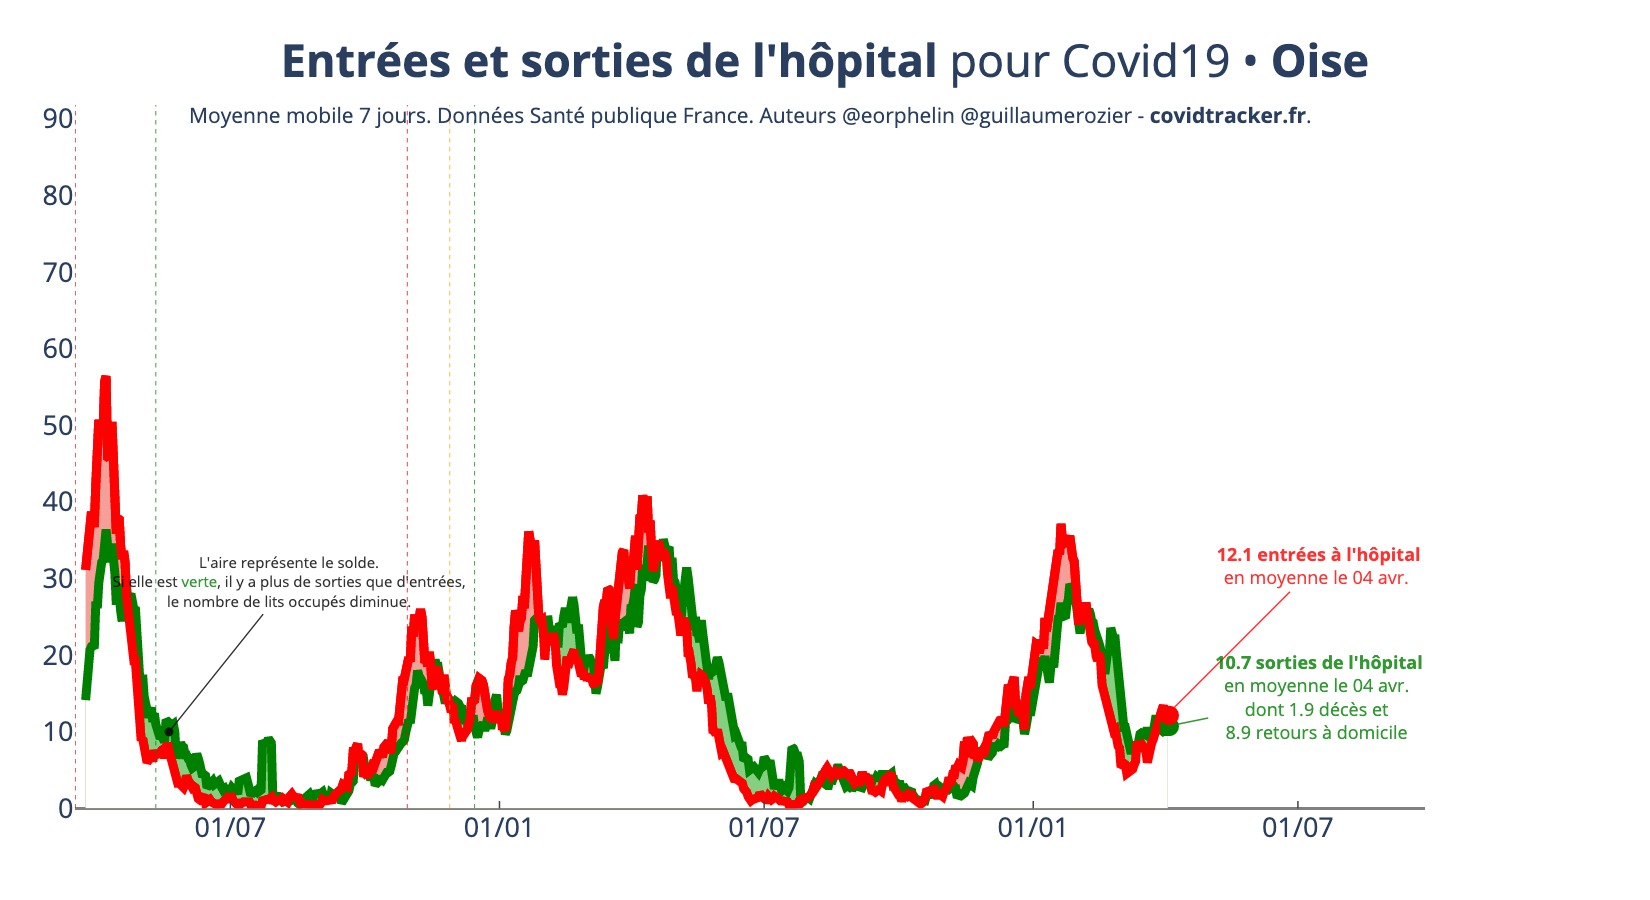 Entrées et sorties de l'hôpital pour Covid19 • Oise
Moyenne mobile 7 jours. Données Santé publique France. Auteurs @eorphelin @guillaumerozier - covidtracker.fr.
90
80
70
60
50
40
30
20
10
0
L'aire représente le solde.
Si elle est verte, il y a plus de sorties que d'entrées,
le nombre de lits occupés diminue.
12.1 entrées à l'hôpital
en moyenne le 04 avr.
10.7 sorties de l'hôpital
en moyenne le 04 avr.
dont 1.9 décès et
8.9 retours à domicile
01/07
01/01
01/07
01/01
01/07